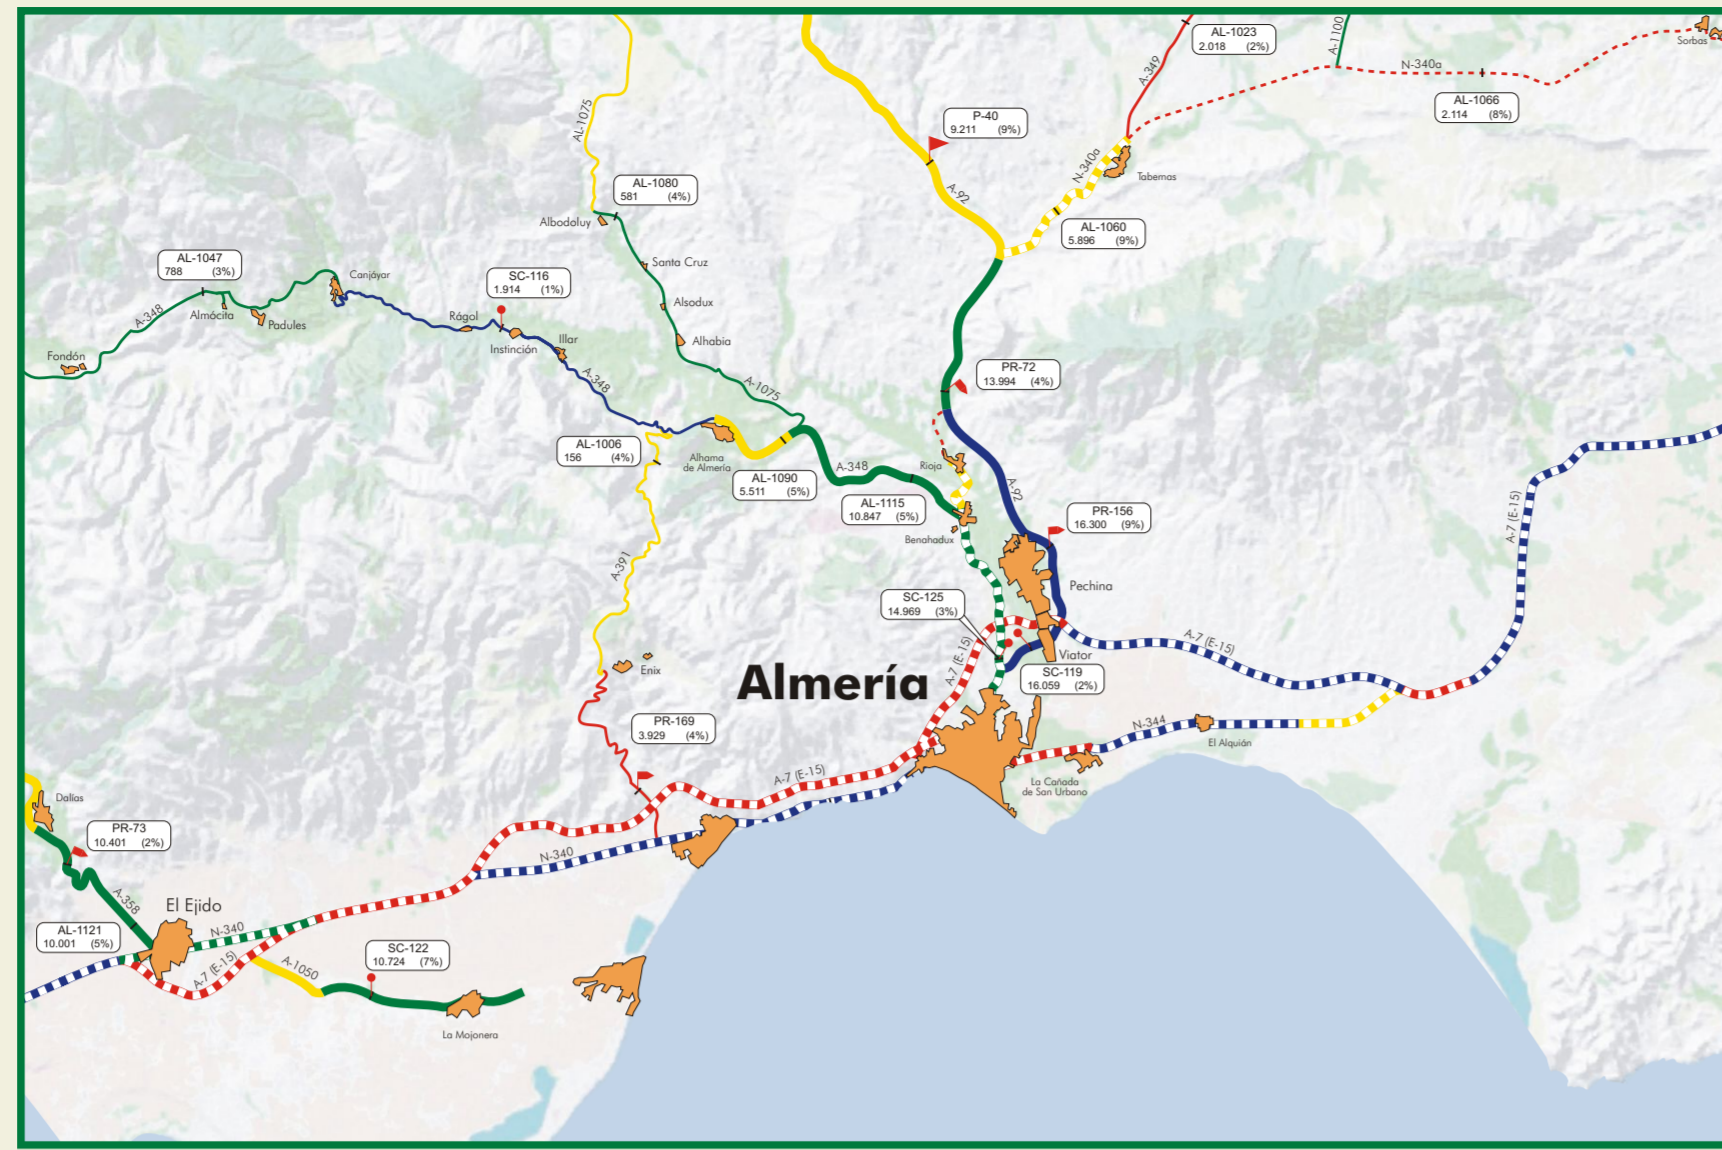 AL-1023
2.018 (2%)
A-1100
Sorbas
A-349
N-340a
AL-1066
2.114 (8%)
AL-1075
P-40
9.211 (9%)
N-340a
Tabernas
A-92
AL-1080
581 (4%)
Albodoluy
AL-1060
5.896 (9%)
AL-1047
788 (3%)
Canjáyar
SC-116
1.914 (1%)
Santa Cruz
Alsodux
Almócita
Padules
A-348
Rágol
Instinción
Illar
Alhabia
Fondón
A-348
A-1075
PR-72
13.994 (4%)
AL-1006
156 (4%)
Alhama
de Almería
A-348
Rioja
AL-1090
5.511 (5%)
A-92
AL-1115
10.847 (5%)
PR-156
16.300 (9%)
A-7 (E-15)
Benahadux
A-391
Pechina
SC-125
14.969 (3%)
A-7 (E-15)
A-7 (E-15)
Viator
Enix
Almería
SC-119
16.059 (2%)
PR-169
3.929 (4%)
N-344
El Alquián
A-7 (E-15)
La Cañada
de San Urbano
Dalías
PR-73
10.401 (2%)
N-340
A-358
El Ejido
AL-1121
10.001 (5%)
N-340
SC-122
10.724 (7%)
A-7 (E-15)
A-1050
La Mojonera